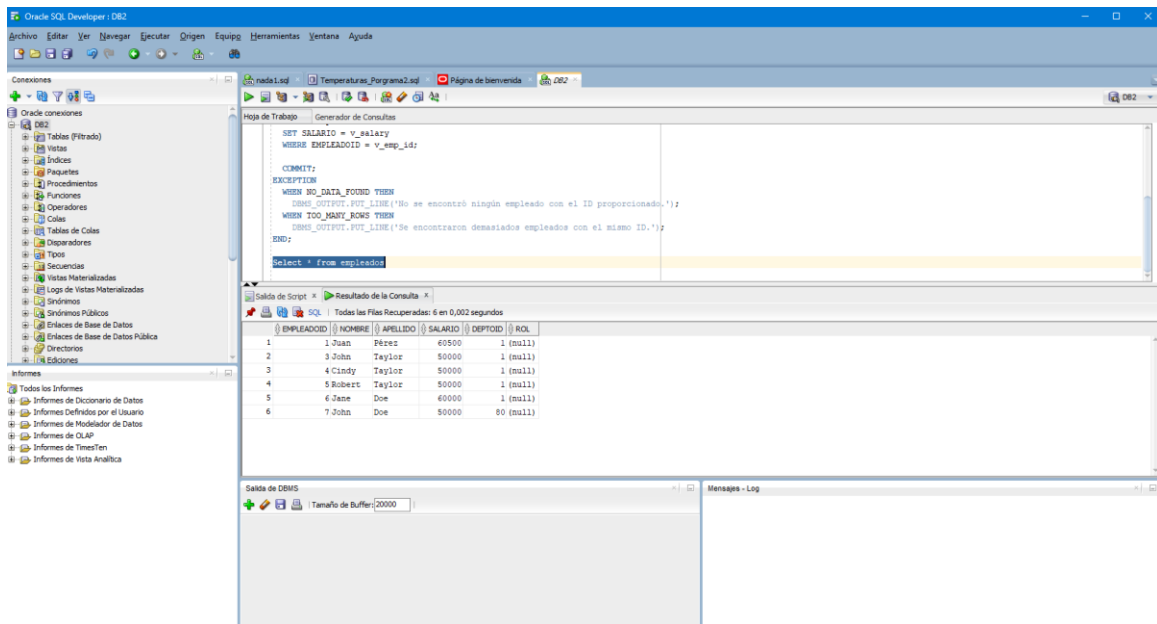 Oracle SQL Developer : DB2
Archivo Editar Ver Navegar Ejecutar Origen Equipo Herramientas Ventana Ayuda
Conexiones
Oracle conexiones
DB2
Tablas (Filtrado)
Vistas
Índices
Paquetes
Procedimientos
Funciones
Operadores
Colas
Tablas de Colas
Disparadores
Tipos
Secuencias
Vistas Materializadas
Logs de Vistas Materializadas
Sinónimos
Sinónimos Públicos
Enlaces de Base de Datos
Enlaces de Base de Datos Pública
Directorios
Ediciones
Informes
Todos los Informes
Informes de Diccionario de Datos
Informes Definidos por el Usuario
Informes de Modelador de Datos
Informes de OLAP
Informes de TimesTen
Informes de Vista Analítica
nada1.sql Temperaturas_Porgrama2.sql Página de bienvenida DB2
DB2
Hoja de Trabajo Generador de Consultas
SET SALARIO = v_salary
WHERE EMPLEADOID = v_emp_id;
COMMIT;
EXCEPTION
WHEN NO_DATA_FOUND THEN
DBMS_OUTPUT.PUT_LINE('No se encontró ningún empleado con el ID proporcionado.');
WHEN TOO_MANY_ROWS THEN
DBMS_OUTPUT.PUT_LINE('Se encontraron demasiados empleados con el mismo ID.');
END;
Select * from empleados
Salida de Script Resultado de la Consulta
SQL Todas las Filas Recuperadas: 6 en 0,002 segundos
EMPLEADOID NOMBRE APELLIDO SALARIO DEPTOID ROL
1 1 Juan Pérez 60500 1 (null)
2 3 John Taylor 50000 1 (null)
3 4 Cindy Taylor 50000 1 (null)
4 5 Robert Taylor 50000 1 (null)
5 6 Jane Doe 60000 1 (null)
6 7 John Doe 50000 80 (null)
Salida de DBMS
Tamaño de Buffer: 20000
Mensajes - Log